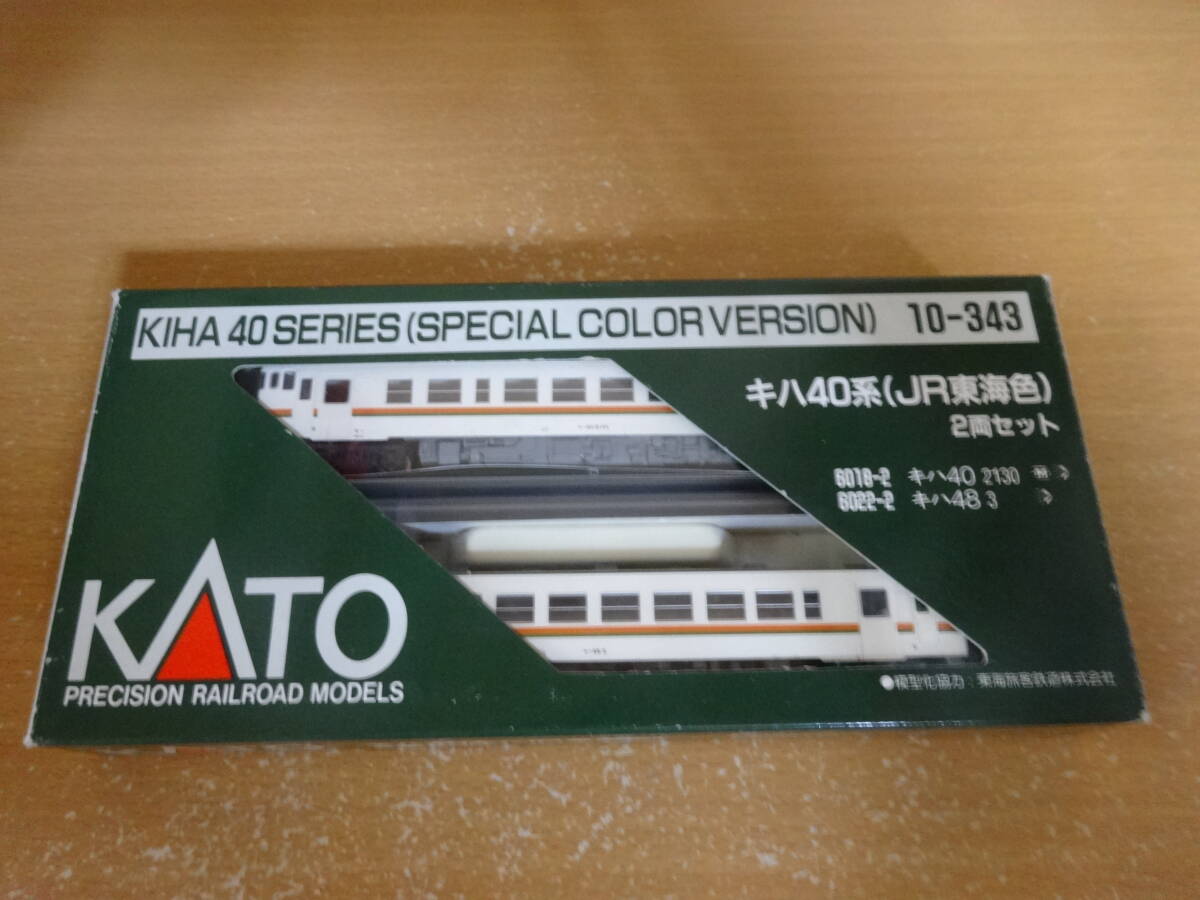 KIHA 40 SERIES (SPECIAL COLOR VERSION) 10-343
キハ40系(JR東海色)
2両セット
6018-2 キハ40 2130 M
6022-2 キハ48 3
KATO
PRECISION RAILROAD MODELS
●模型化協力:東海旅客鉄道株式会社